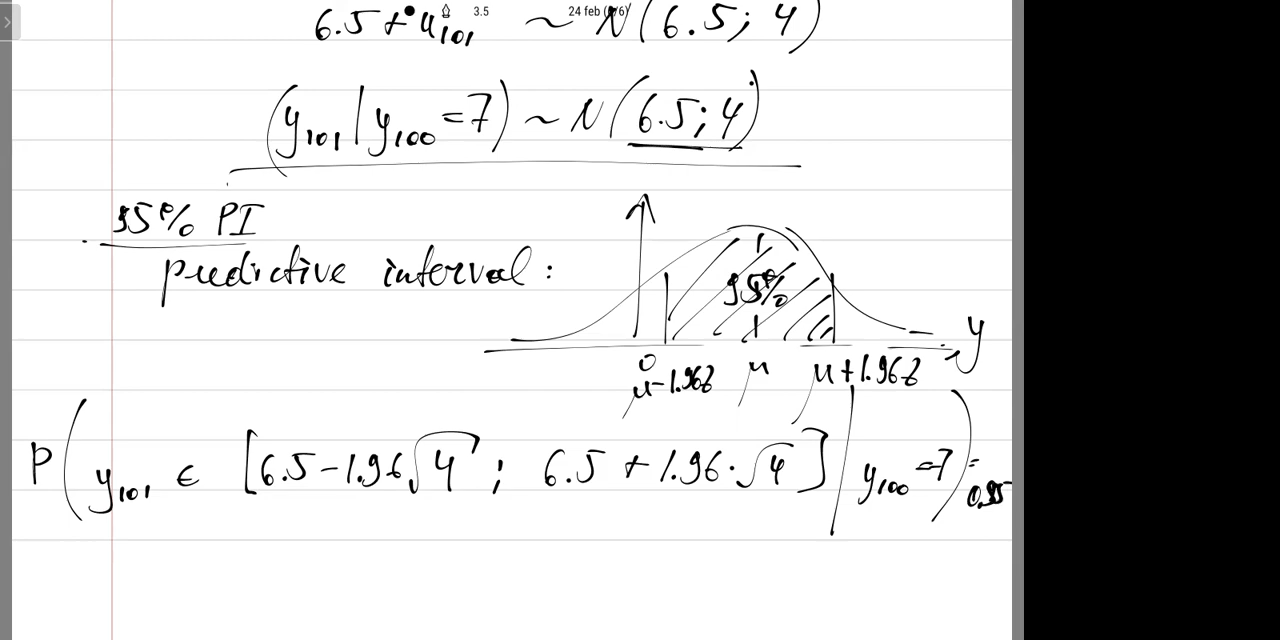 3.5 24 feb
6.5 + u₁₀₁ ~ N(6.5; 4)
(y₁₀₁ | y₁₀₀ = 7) ~ N(6.5; 4)
95% PI
predictive interval:
95%
y
0
μ-1.96σ μ μ+1.96σ
P(y₁₀₁ ∈ [6.5-1.96√4; 6.5+1.96·√4] | y₁₀₀ = 7) = 0.95